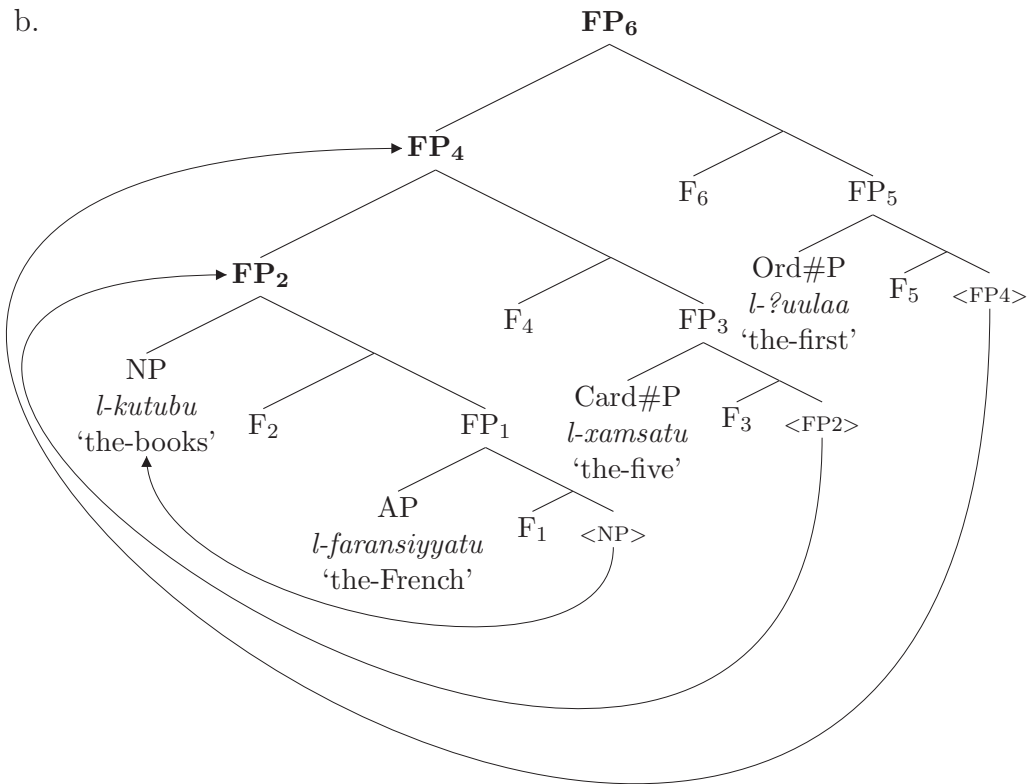 b.
FP₆
FP₄
F₆ FP₅
FP₂
Ord#P
l-?uulaa
‘the-first’
F₅ <FP4>
F₄ FP₃
NP
l-kutubu
‘the-books’
F₂ FP₁
Card#P
l-xamsatu
‘the-five’
F₃ <FP2>
AP
l-faransiyyatu
‘the-French’
F₁ <NP>